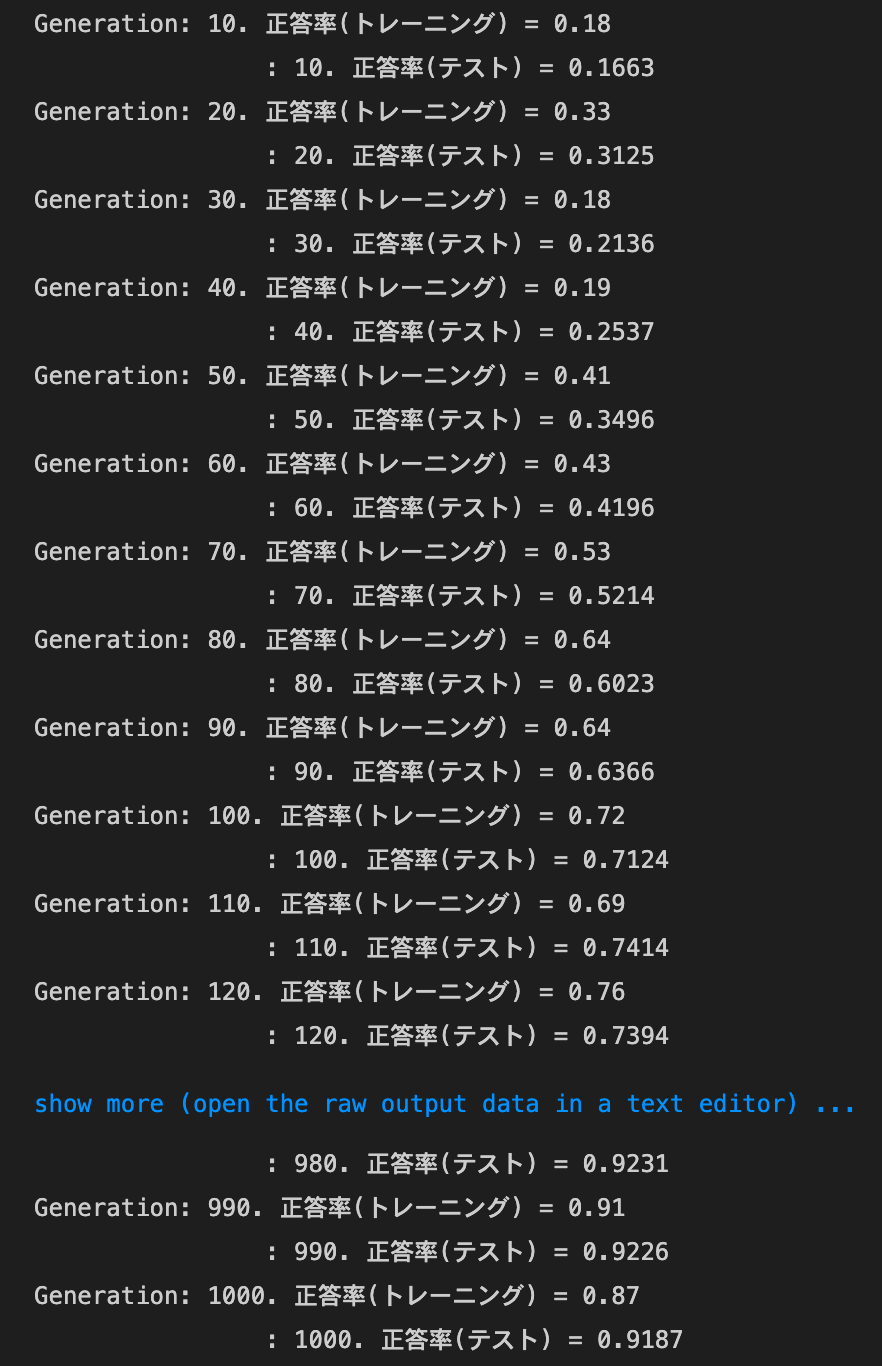 Generation: 10. 正答率(トレーニング) = 0.18
: 10. 正答率(テスト) = 0.1663
Generation: 20. 正答率(トレーニング) = 0.33
: 20. 正答率(テスト) = 0.3125
Generation: 30. 正答率(トレーニング) = 0.18
: 30. 正答率(テスト) = 0.2136
Generation: 40. 正答率(トレーニング) = 0.19
: 40. 正答率(テスト) = 0.2537
Generation: 50. 正答率(トレーニング) = 0.41
: 50. 正答率(テスト) = 0.3496
Generation: 60. 正答率(トレーニング) = 0.43
: 60. 正答率(テスト) = 0.4196
Generation: 70. 正答率(トレーニング) = 0.53
: 70. 正答率(テスト) = 0.5214
Generation: 80. 正答率(トレーニング) = 0.64
: 80. 正答率(テスト) = 0.6023
Generation: 90. 正答率(トレーニング) = 0.64
: 90. 正答率(テスト) = 0.6366
Generation: 100. 正答率(トレーニング) = 0.72
: 100. 正答率(テスト) = 0.7124
Generation: 110. 正答率(トレーニング) = 0.69
: 110. 正答率(テスト) = 0.7414
Generation: 120. 正答率(トレーニング) = 0.76
: 120. 正答率(テスト) = 0.7394
show more (open the raw output data in a text editor) ...
: 980. 正答率(テスト) = 0.9231
Generation: 990. 正答率(トレーニング) = 0.91
: 990. 正答率(テスト) = 0.9226
Generation: 1000. 正答率(トレーニング) = 0.87
: 1000. 正答率(テスト) = 0.9187